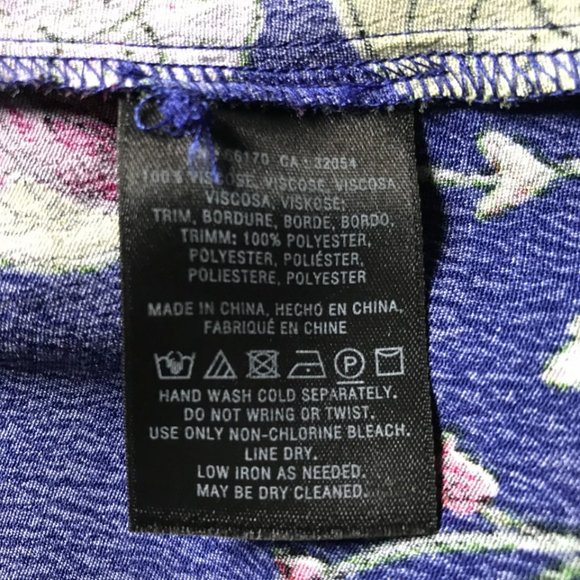 66170 CA: 32054
100% VISCOSE, VISCOSE, VISCOSA,
VISCOSA, VISKOSE;
TRIM, BORDURE, BORDE, BORDO,
TRIMM: 100% POLYESTER,
POLYESTER, POLIÉSTER,
POLIESTERE, POLYESTER
MADE IN CHINA, HECHO EN CHINA,
FABRIQUÉ EN CHINE
P
HAND WASH COLD SEPARATELY.
DO NOT WRING OR TWIST.
USE ONLY NON-CHLORINE BLEACH.
LINE DRY.
LOW IRON AS NEEDED.
MAY BE DRY CLEANED.